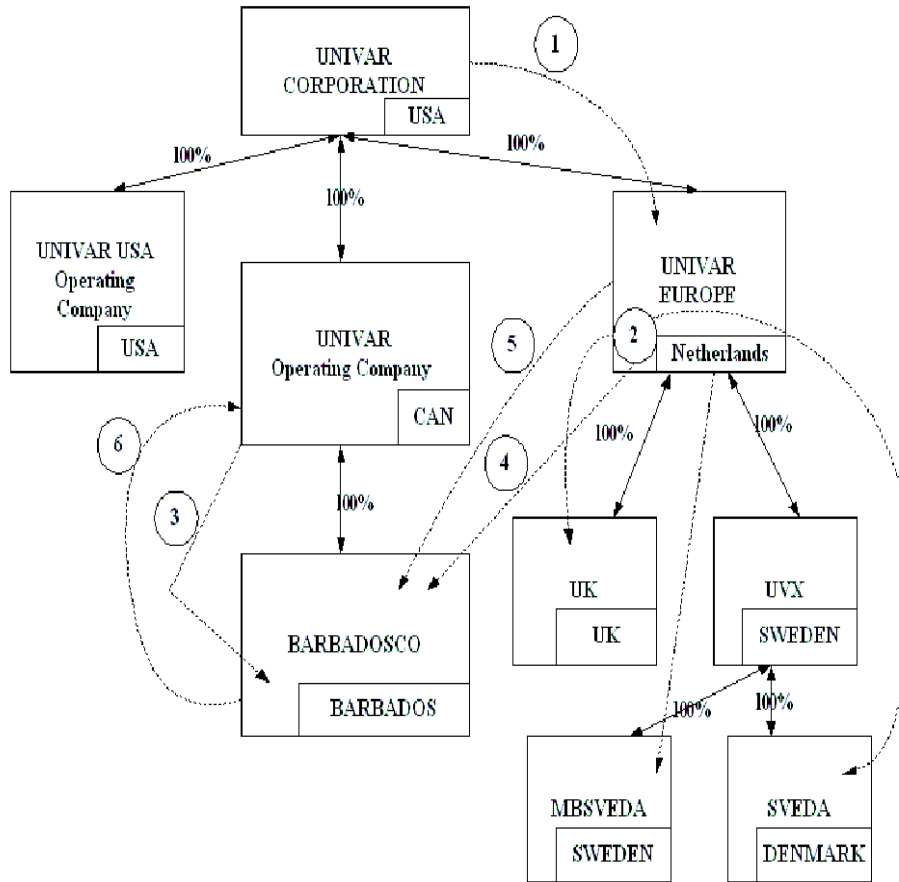 UNIVAR
CORPORATION
USA
1
100%
100%
100%
UNIVAR USA
Operating
Company
USA
UNIVAR
Operating Company
CAN
UNIVAR
EUROPE
Netherlands
5
2
6
3
4
100%
100%
100%
BARBADOSCO
BARBADOS
UK
UK
UVX
SWEDEN
100%
100%
MBSVEDA
SWEDEN
SVEDA
DENMARK